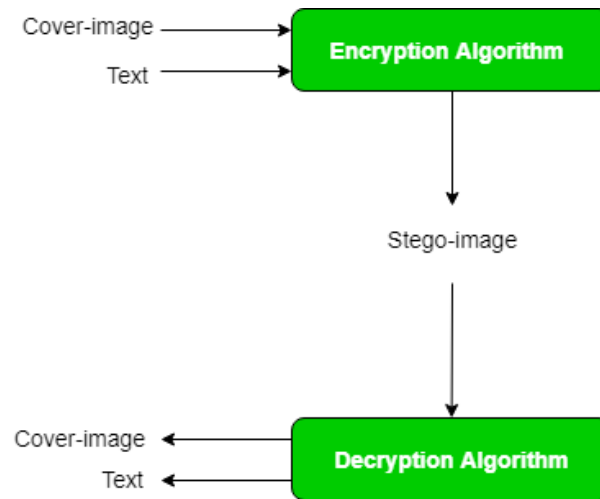 Cover-image
Encryption Algorithm
Text
Stego-image
Cover-image
Decryption Algorithm
Text